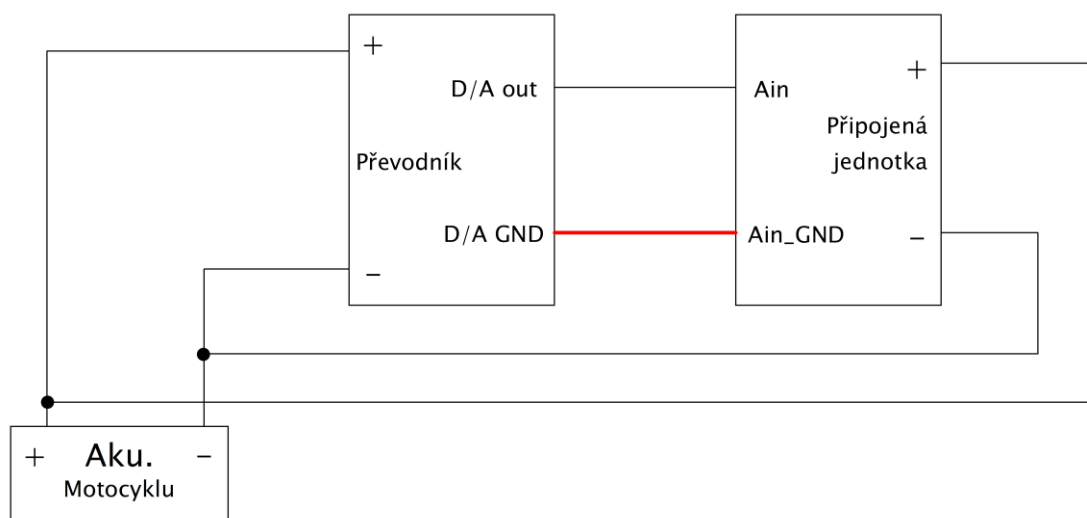 +
D/A out
Převodník
D/A GND
−
Ain
+
Připojená
jednotka
Ain_GND
−
+ Aku. −
Motocyklu